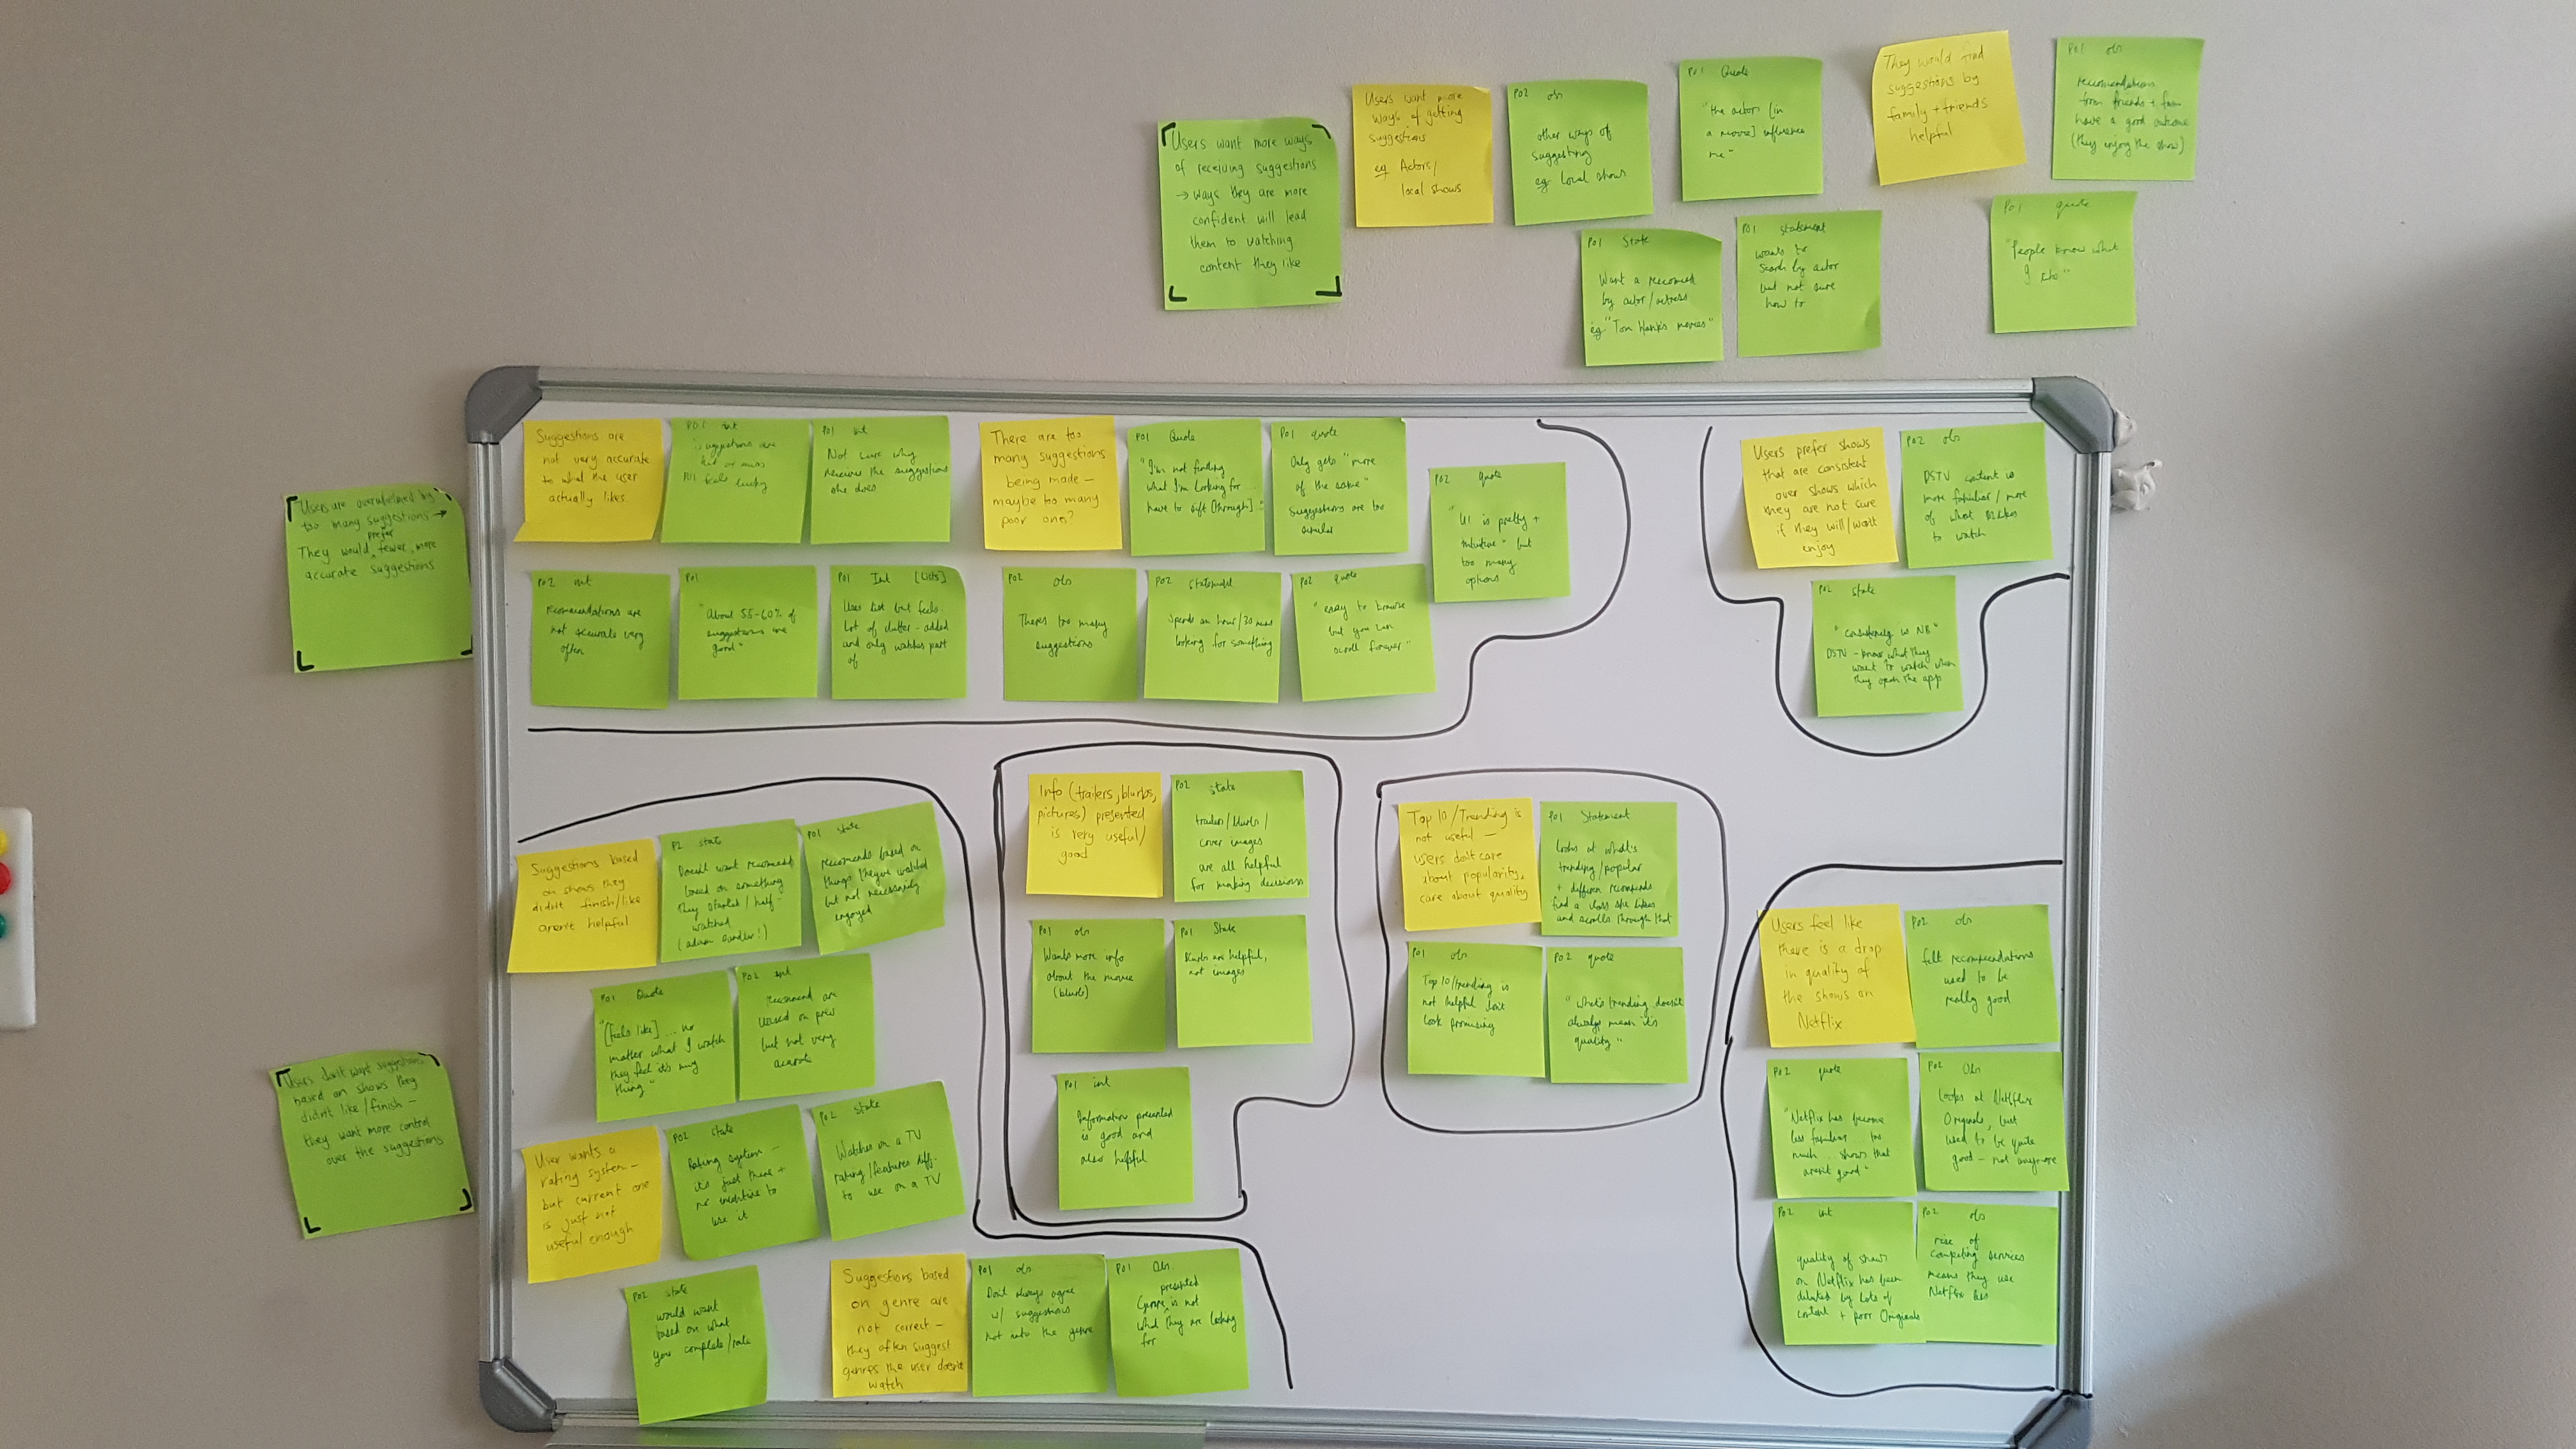 Users want more ways
of receiving suggestions
→ ways they are more
confident will lead
them to watching
content they like
Users want more
ways of getting
suggestions
eg Actors/
local shows
P02 obs
other ways of
suggesting
eg local shows
P01 Quote
"the actors [in
a movie] influence
me"
They would find
suggestions by
family + friends
helpful
P01 obs
recommendations
from friends + fam
have a good outcome
(they enjoy the show)
P01 State
Want a recommend
by actor/actress
eg "Tom Hanks movies"
P01 statement
wants to
search by actor
but not sure
how to
P01 quote
"People know what
I like"
Users are overwhelmed by
too many suggestions →
They would prefer fewer, more
accurate suggestions
Suggestions are
not very accurate
to what the user
actually likes.
P01 int
suggestions are
hit or miss
P01 feels lucky
P01 int
Not sure why
receives the suggestions
she does
There are too
many suggestions
being made —
maybe too many
poor ones?
P01 Quote
"I'm not finding
what I'm looking for
have to sift [through]"
P01 quote
Only gets "more
of the same"
suggestions are too
similar
P02 quote
"UI is pretty +
intuitive" but
too many
options
P02 int
recommendations are
not accurate very
often
P01
"About 55-60% of
suggestions are
good"
P01 Int [Lists]
Uses list but feels
lot of clutter - added
and only watches part
of
P02 obs
Theres too many
suggestions
P02 Statement
Spends an hour/30 mins
looking for something
P02 quote
"easy to browse
but you can
scroll forever"
Users prefer shows
that are consistent
over shows which
they are not sure
if they will/won't
enjoy
P02 obs
DSTV content is
more familiar / more
of what likes
to watch
P02 state
"consistency is NB"
DSTV - know what they
want to watch when
they open the app
Users don't want suggestions
based on shows they
didn't like/finish —
they want more control
over the suggestions
Suggestions based
on shows they
didn't finish/like
aren't helpful
P2 state
Doesn't want recommend
based on something
they started / half-
watched
(adam sandler!)
P01 state
recommends based on
things they've watched
but not necessarily
enjoyed
P01 Quote
"[feels like] ... no
matter what I watch
they feel it's my
thing"
P02 int
recommend are
based on prev
but not very
accurate
User wants a
rating system —
but current one
is just not
useful enough
P02 state
Rating system —
it's just there +
no incentive to
use it
P02 state
Watches on a TV
rating/features diff.
to use on a TV
P02 state
would want
based on what
you complete/rate
Suggestions based
on genre are
not correct —
they often suggest
genres the user doesn't
watch
P01 obs
Don't always agree
w/ suggestions
not into the genre
P01 Obs.
Genre presented is not
what they are looking
for
Info (trailers, blurbs,
pictures) presented
is very useful/
good
P02 state
trailers/blurbs/
cover images
are all helpful
for making decisions
P01 obs
Wants more info
about the movie
(blurb)
P01 State
Blurbs are helpful,
not images
P01 int
Information presented
is good and
also helpful
Top 10/Trending is
not useful —
users don't care
about popularity,
care about quality
P01 Statement
Looks at what's
trending/popular
+ different recommends
find a class she likes
and scrolls through that
P01 obs
Top 10/trending is
not helpful don't
look promising
P02 quote
"what's trending doesn't
always mean it's
quality"
Users feel like
there is a drop
in quality of
the shows on
Netflix
P02 obs
felt recommendations
used to be
really good
P02 quote
"Netflix has become
less familiar... too
much... shows that
aren't good"
P02 Obs
Looks at Netflix
Originals, but
used to be quite
good - not anymore
P02 int
quality of shows
on Netflix has been
diluted by lots of
content + poor Originals
P02 obs
rise of
competing services
means they use
Netflix less